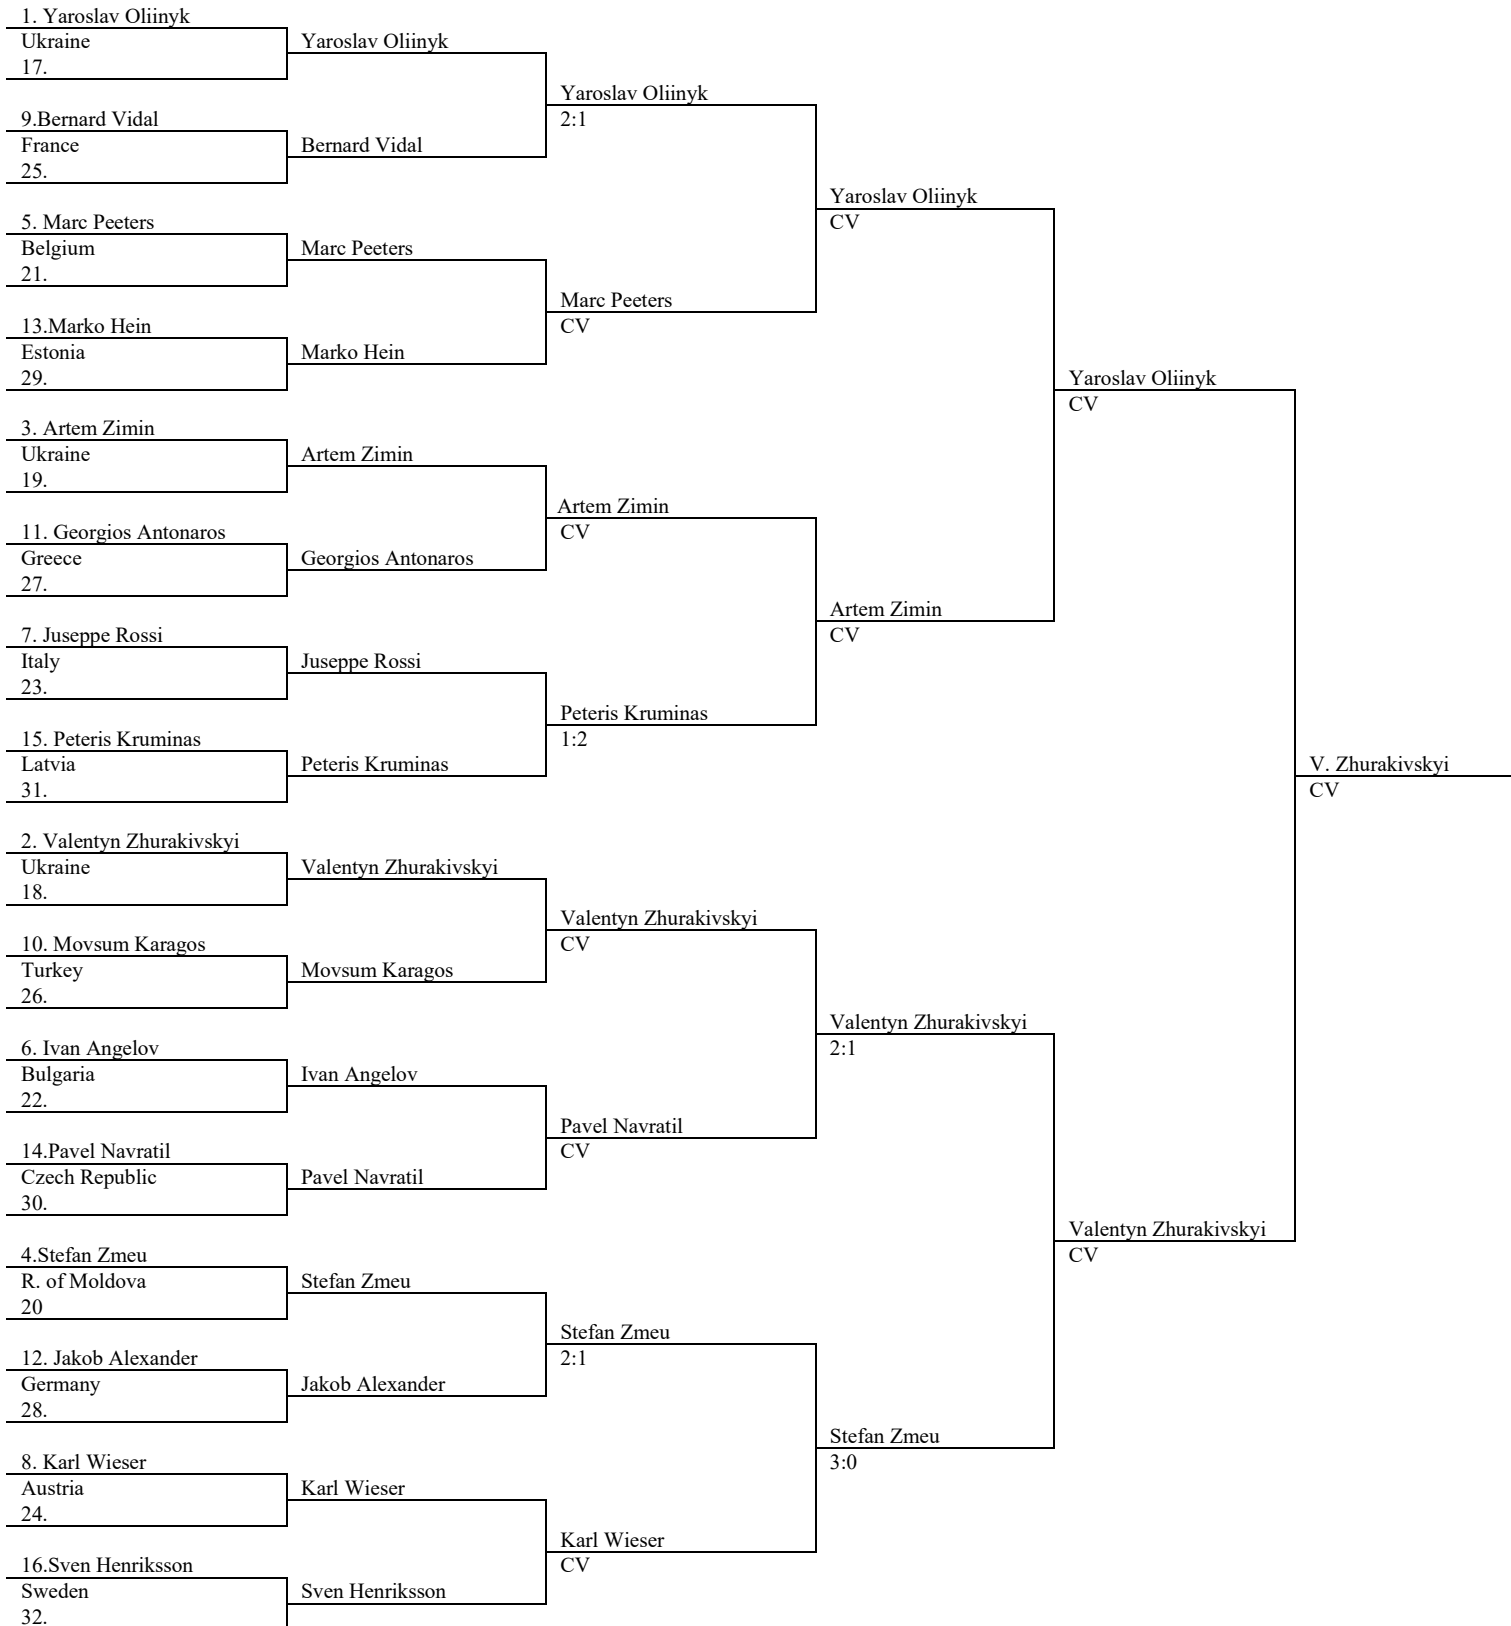 1. Yaroslav Oliinyk
Ukraine
17.
9.Bernard Vidal
France
25.
5. Marc Peeters
Belgium
21.
13.Marko Hein
Estonia
29.
3. Artem Zimin
Ukraine
19.
11. Georgios Antonaros
Greece
27.
7. Juseppe Rossi
Italy
23.
15. Peteris Kruminas
Latvia
31.
2. Valentyn Zhurakivskyi
Ukraine
18.
10. Movsum Karagos
Turkey
26.
6. Ivan Angelov
Bulgaria
22.
14.Pavel Navratil
Czech Republic
30.
4.Stefan Zmeu
R. of Moldova
20
12. Jakob Alexander
Germany
28.
8. Karl Wieser
Austria
24.
16.Sven Henriksson
Sweden
32.
Yaroslav Oliinyk
Bernard Vidal
Marc Peeters
Marko Hein
Artem Zimin
Georgios Antonaros
Juseppe Rossi
Peteris Kruminas
Valentyn Zhurakivskyi
Movsum Karagos
Ivan Angelov
Pavel Navratil
Stefan Zmeu
Jakob Alexander
Karl Wieser
Sven Henriksson
Yaroslav Oliinyk
2:1
Marc Peeters
CV
Artem Zimin
CV
Peteris Kruminas
1:2
Valentyn Zhurakivskyi
CV
Pavel Navratil
CV
Stefan Zmeu
2:1
Karl Wieser
CV
Yaroslav Oliinyk
CV
Artem Zimin
CV
Valentyn Zhurakivskyi
2:1
Stefan Zmeu
3:0
Yaroslav Oliinyk
CV
Valentyn Zhurakivskyi
CV
V. Zhurakivskyi
CV